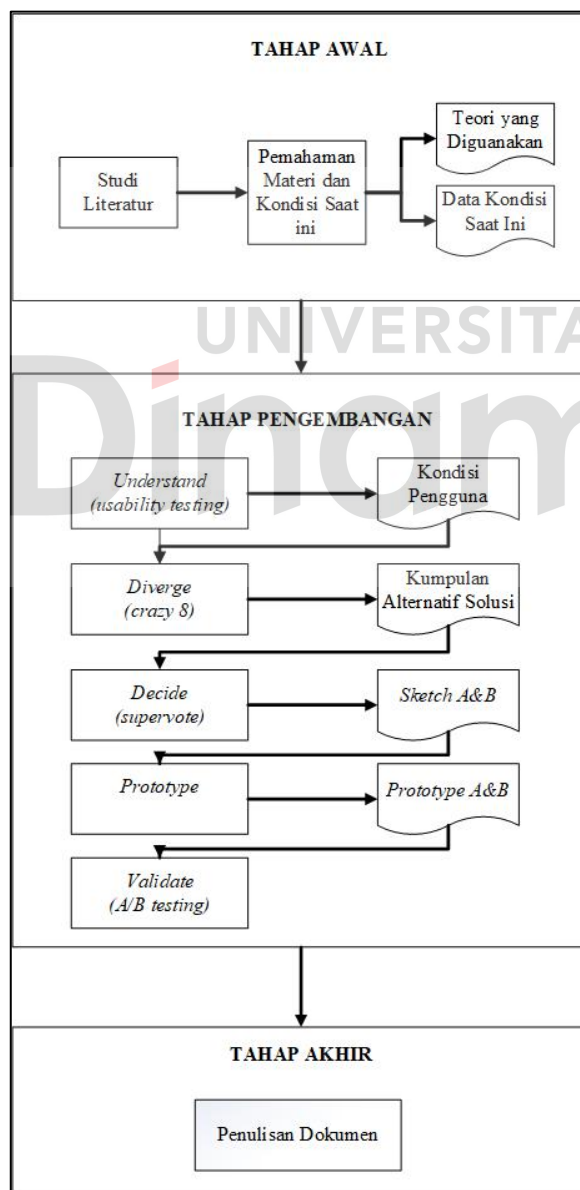 TAHAP AWAL
Studi
Literatur
Pemahaman
Materi dan
Kondisi Saat
ini
Teori yang
Diguanakan
Data Kondisi
Saat Ini
UNIVERSITA
Dinam
TAHAP PENGEMBANGAN
Understand
(usability testing)
Kondisi
Pengguna
Diverge
(crazy 8)
Kumpulan
Alternatif Solusi
Decide
(supervote)
Sketch A&B
Prototype
Prototype A&B
Validate
(A/B testing)
TAHAP AKHIR
Penulisan Dokumen